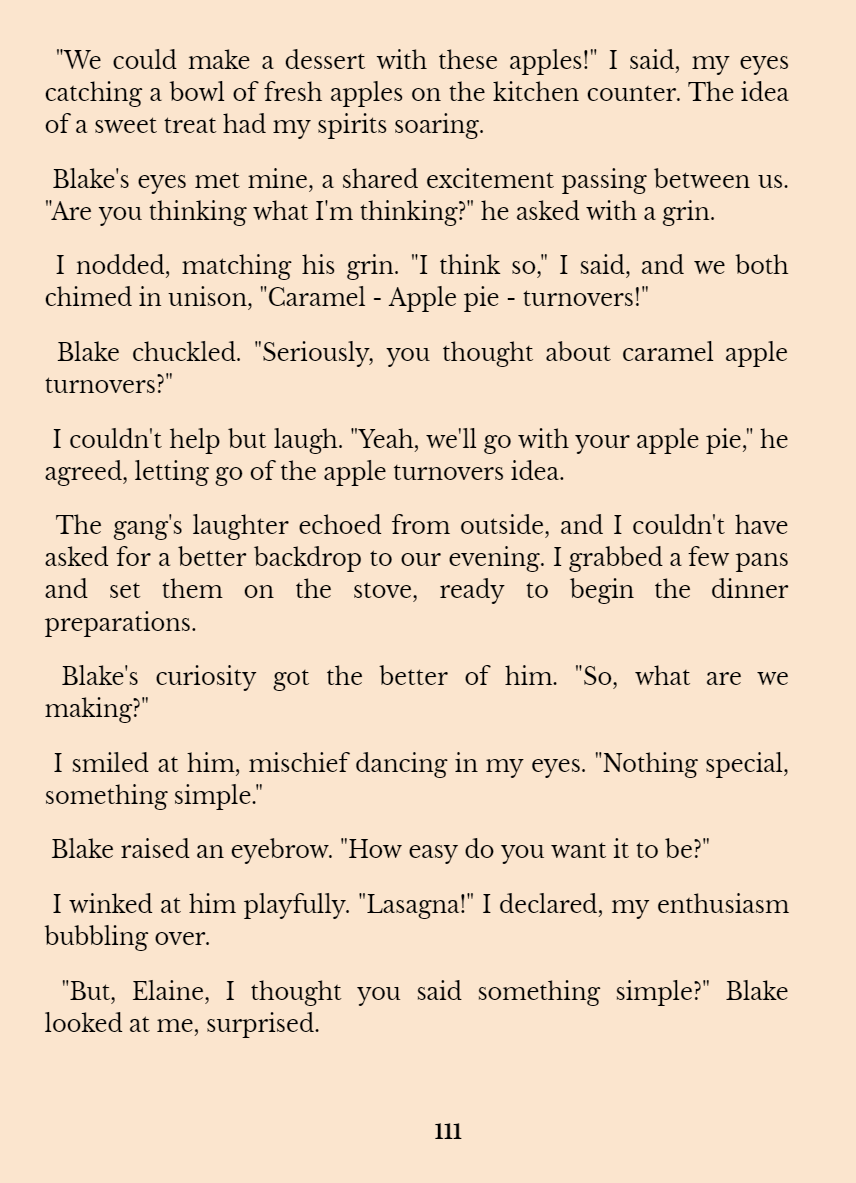 "We could make a dessert with these apples!" I said, my eyes
catching a bowl of fresh apples on the kitchen counter. The idea
of a sweet treat had my spirits soaring.
Blake's eyes met mine, a shared excitement passing between us.
"Are you thinking what I'm thinking?" he asked with a grin.
I nodded, matching his grin. "I think so," I said, and we both
chimed in unison, "Caramel - Apple pie - turnovers!"
Blake chuckled. "Seriously, you thought about caramel apple
turnovers?"
I couldn't help but laugh. "Yeah, we'll go with your apple pie," he
agreed, letting go of the apple turnovers idea.
The gang's laughter echoed from outside, and I couldn't have
asked for a better backdrop to our evening. I grabbed a few pans
and set them on the stove, ready to begin the dinner
preparations.
Blake's curiosity got the better of him. "So, what are we
making?"
I smiled at him, mischief dancing in my eyes. "Nothing special,
something simple."
Blake raised an eyebrow. "How easy do you want it to be?"
I winked at him playfully. "Lasagna!" I declared, my enthusiasm
bubbling over.
"But, Elaine, I thought you said something simple?" Blake
looked at me, surprised.
111